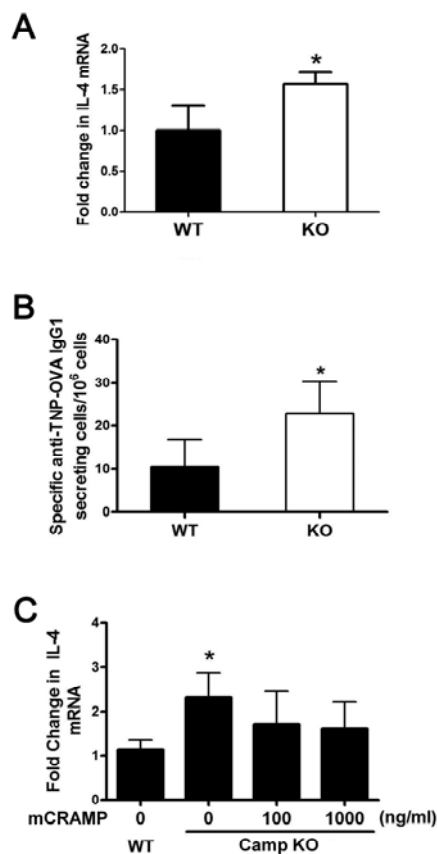 A
Fold change in IL-4 mRNA
2.0
1.5
1.0
0.5
0.0
*
WT KO
B
Specific anti-TNP-OVA IgG1
secreting cells/10⁶ cells
40
30
20
10
0
*
WT KO
C
Fold Change in IL-4
mRNA
4
3
2
1
0
*
mCRAMP 0 0 100 1000 (ng/ml)
WT Camp KO